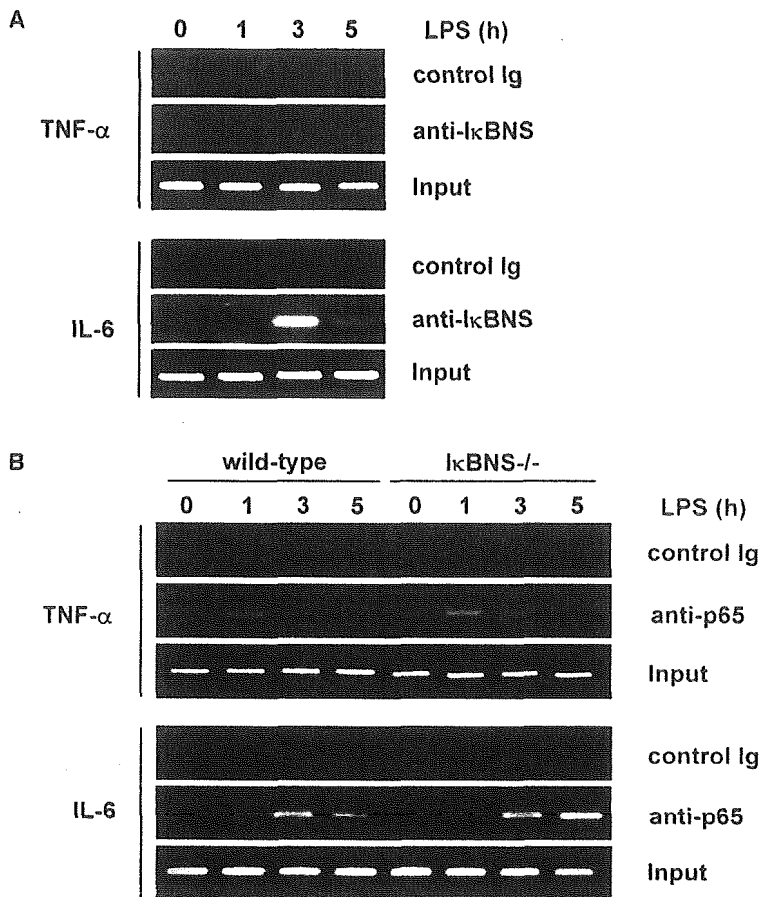 A
0 1 3 5 LPS (h)
control Ig
TNF-α anti-IκBNS
Input
control Ig
IL-6 anti-IκBNS
Input
B
wild-type IκBNS-/-
0 1 3 5 0 1 3 5 LPS (h)
control Ig
TNF-α anti-p65
Input
control Ig
IL-6 anti-p65
Input